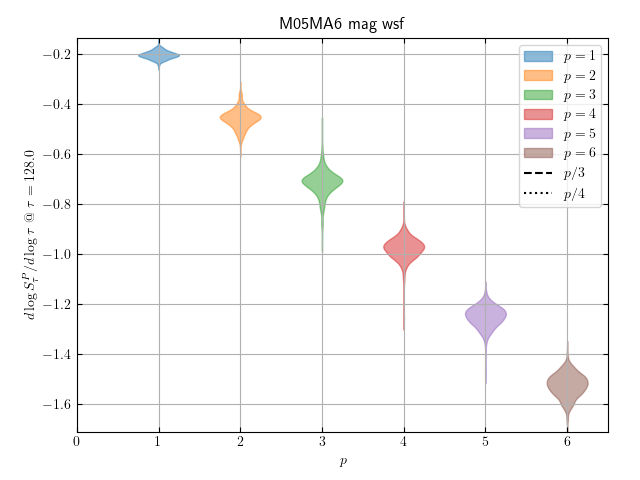 M05MA6 mag wsf
d log S_τ^P / d log τ @ τ = 128.0
−0.2
−0.4
−0.6
−0.8
−1.0
−1.2
−1.4
−1.6
0 1 2 3 4 5 6
p
p = 1
p = 2
p = 3
p = 4
p = 5
p = 6
p/3
p/4